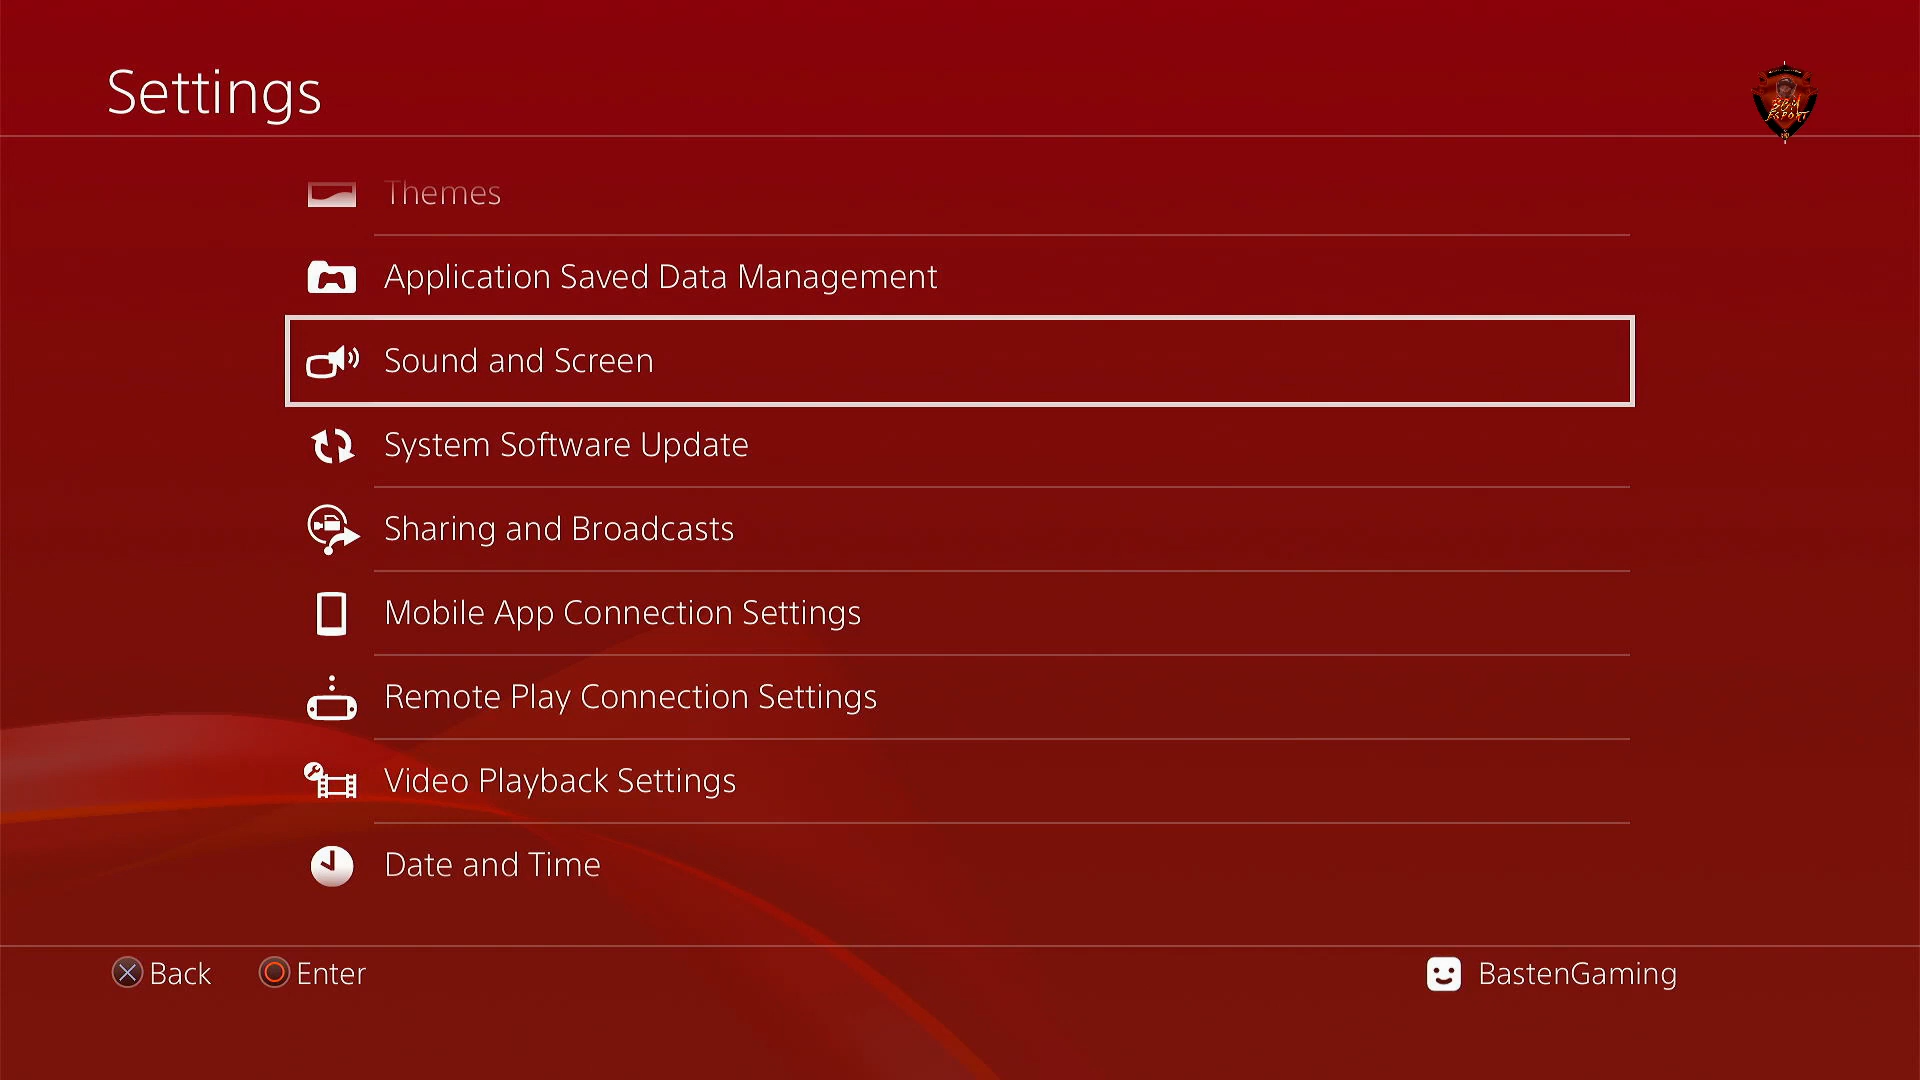 Settings
Themes
Application Saved Data Management
Sound and Screen
System Software Update
Sharing and Broadcasts
Mobile App Connection Settings
Remote Play Connection Settings
Video Playback Settings
Date and Time
Back
Enter
BastenGaming